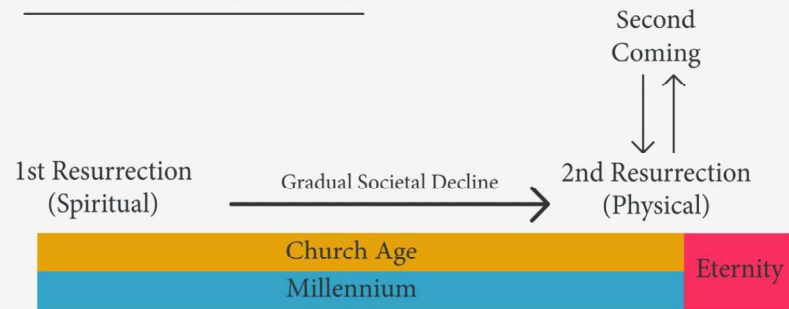 Second
Coming
1st Resurrection
(Spiritual)
Gradual Societal Decline
2nd Resurrection
(Physical)
Church Age
Millennium
Eternity